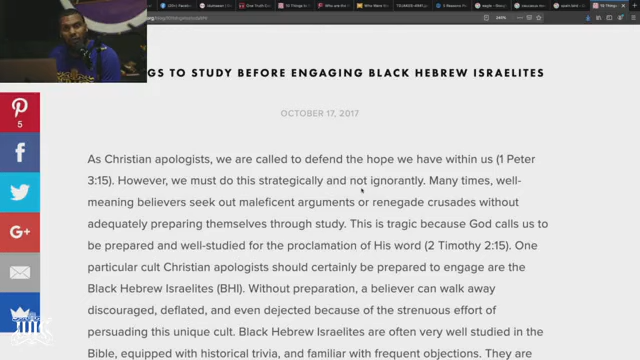 GS TO STUDY BEFORE ENGAGING BLACK HEBREW ISRAELITES
OCTOBER 17, 2017
As Christian apologists, we are called to defend the hope we have within us (1 Peter
3:15). However, we must do this strategically and not ignorantly. Many times, well-
meaning believers seek out maleficent arguments or renegade crusades without
adequately preparing themselves through study. This is tragic because God calls us to
be prepared and well-studied for the proclamation of His word (2 Timothy 2:15). One
particular cult Christian apologists should certainly be prepared to engage are the
Black Hebrew Israelites (BHI). Without preparation, a believer can walk away
discouraged, deflated, and even dejected because of the strenuous effort of
persuading this unique cult. Black Hebrew Israelites are often very well studied in the
Bible, equipped with historical trivia, and familiar with frequent objections. They are
5
G+